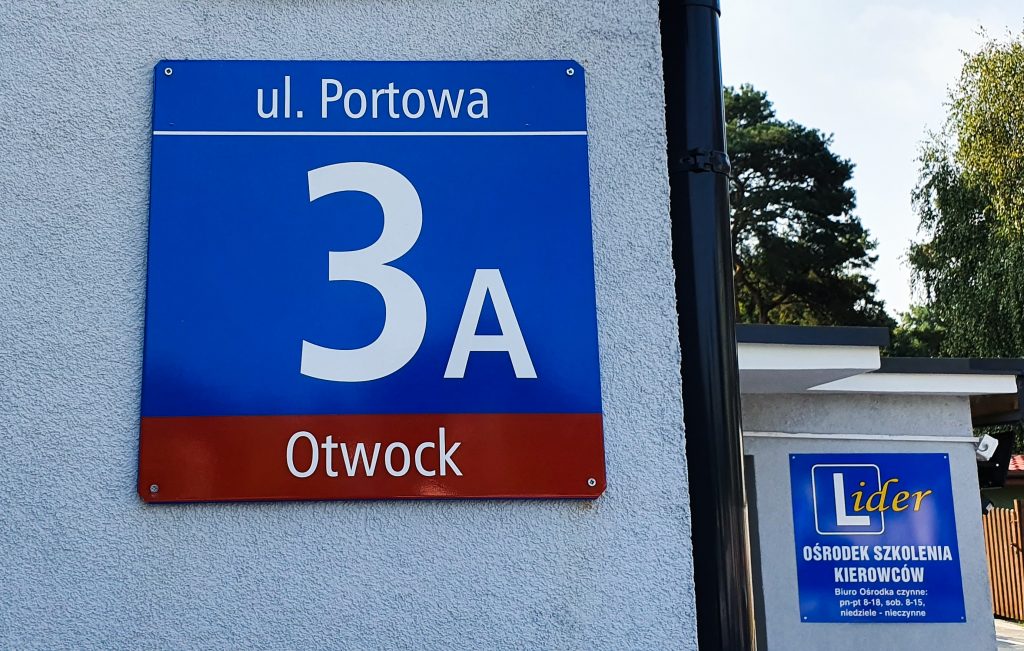 ul. Portowa
3A
Otwock
Lider
OŚRODEK SZKOLENIA
KIEROWCÓW
Biuro Ośrodka czynne:
pn-pt 8-18, sob. 8-15,
niedziele - nieczynne